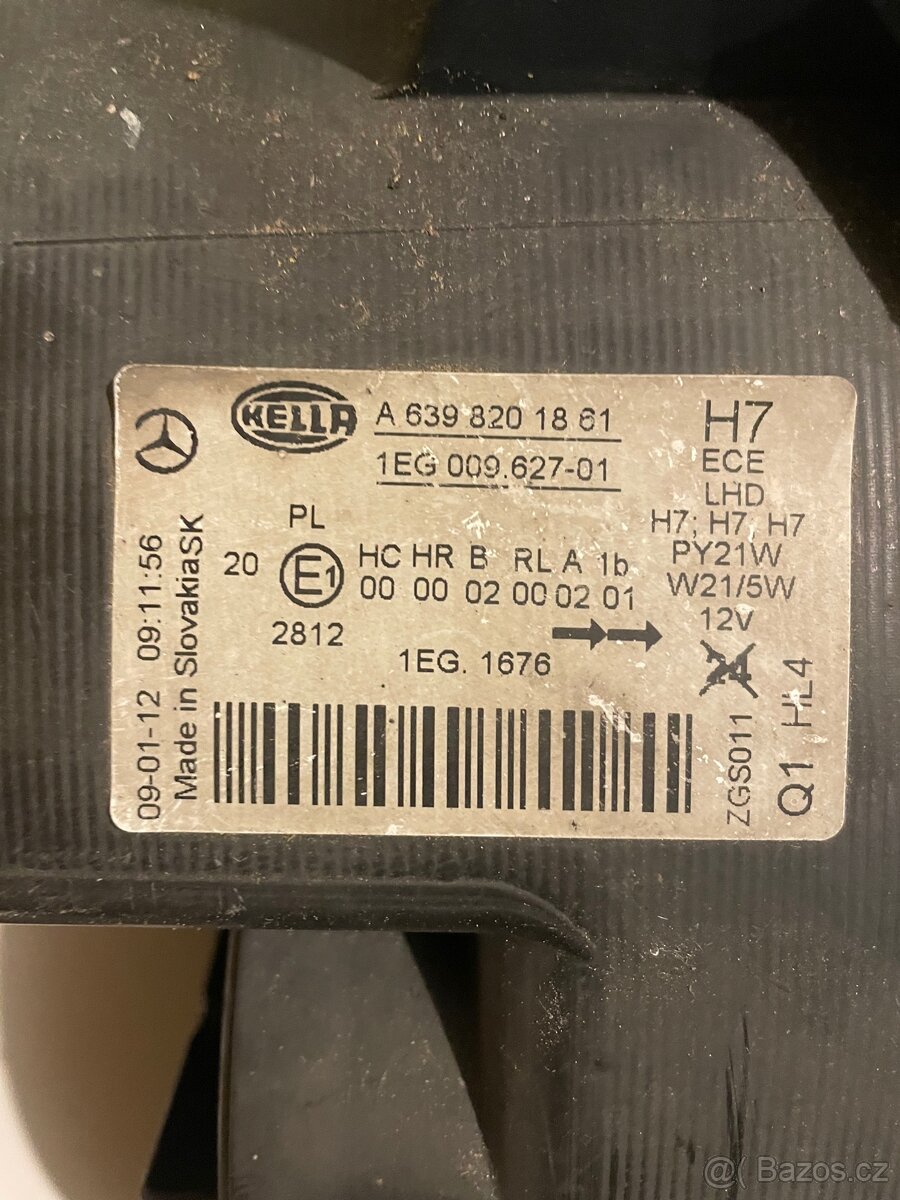 HELLA A 639 820 1861
1EG 009.627-01
H7
ECE
LHD
H7; H7, H7
PY21W
W21/5W
12V
24
PL
20 E1 HC HR B RL A 1b
00 00 02 00 02 01
2812
1EG. 1676
09-01-12 09:11:56
Made in SlovakiaSK
ZGS011
Q1 HL4
@( Bazos.cz